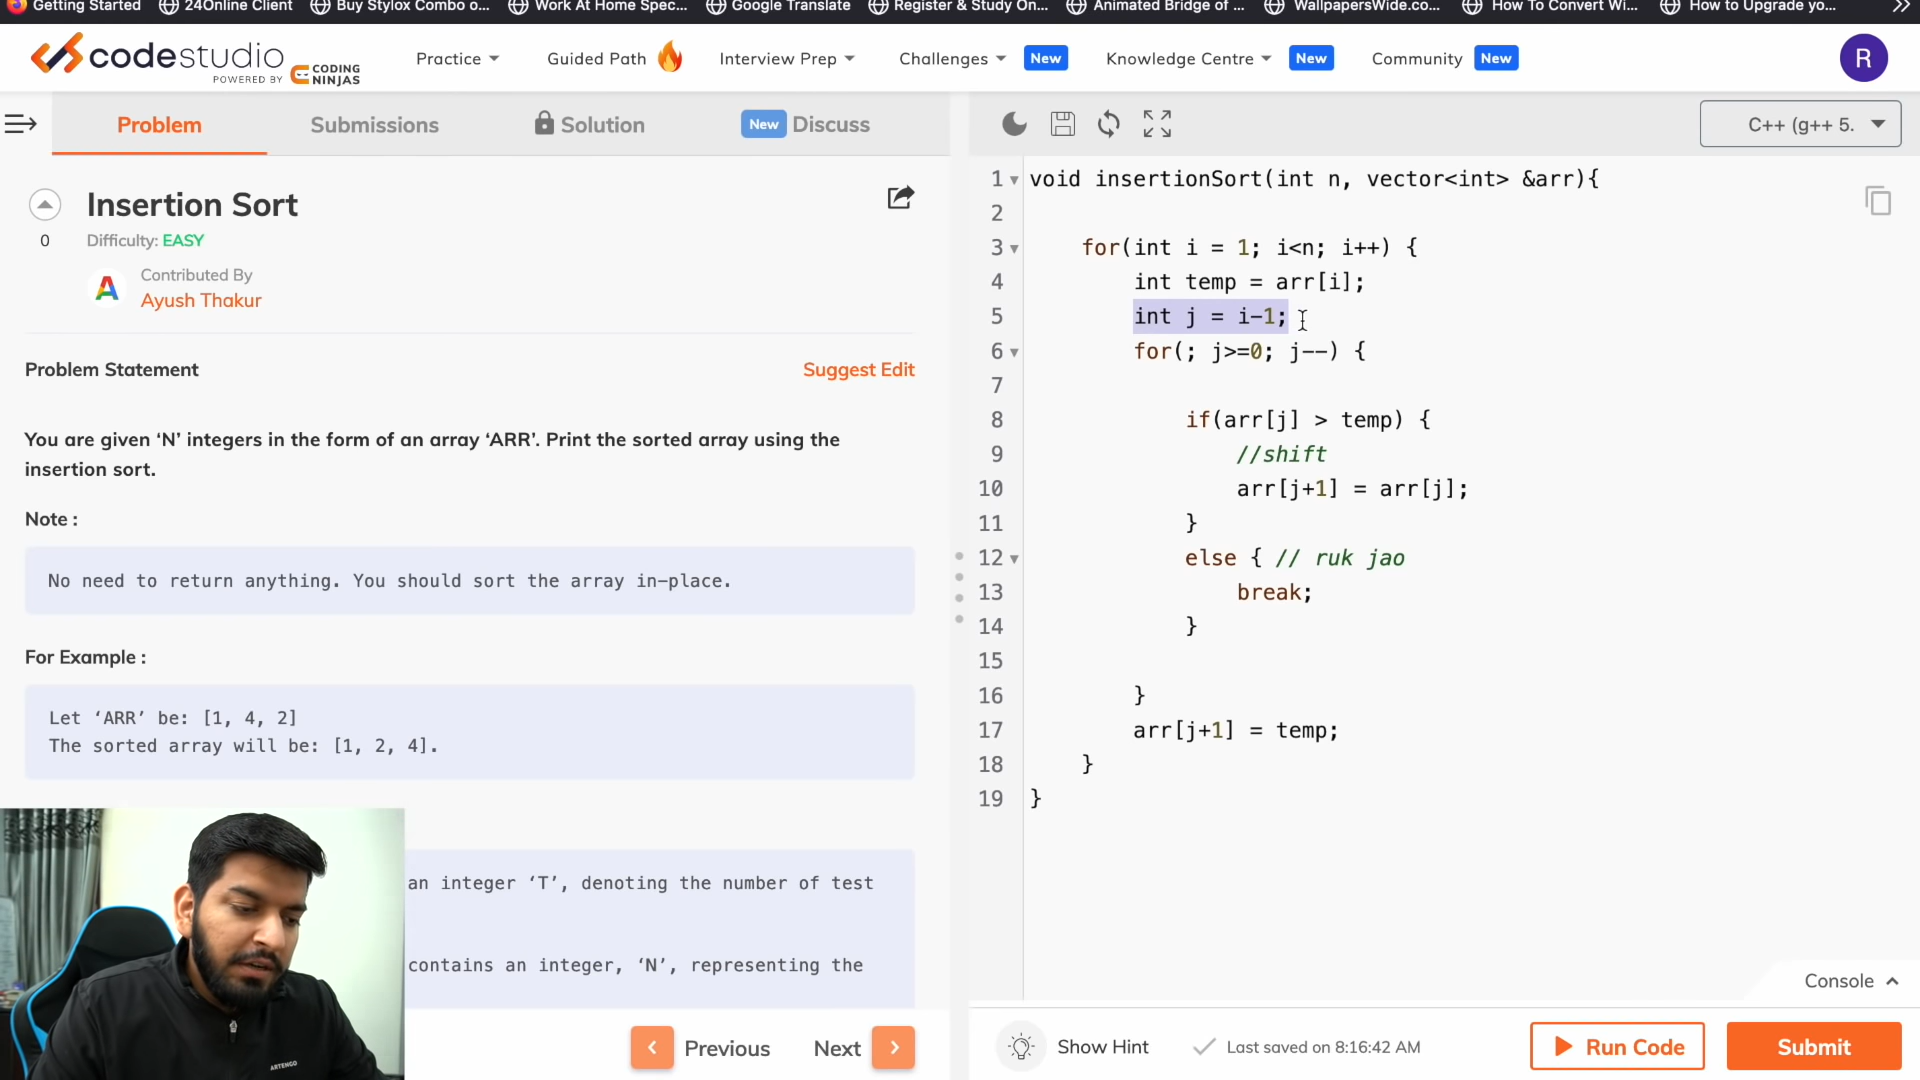 Getting Started 24Online Client Buy Stylox Combo o... Work At Home Spec... Google Translate Register & Study On... Animated Bridge of ... WallpapersWide.co... How To Convert Wi... How to Upgrade yo...
codestudio
POWERED BY CODING NINJAS
Practice Guided Path Interview Prep Challenges New Knowledge Centre New Community New R
Problem Submissions Solution New Discuss
C++ (g++ 5.
Insertion Sort
0
Difficulty: EASY
Contributed By
Ayush Thakur
Problem Statement Suggest Edit
You are given ‘N’ integers in the form of an array ‘ARR’. Print the sorted array using the
insertion sort.
Note :
No need to return anything. You should sort the array in-place.
For Example :
Let ‘ARR’ be: [1, 4, 2]
The sorted array will be: [1, 2, 4].
an integer ‘T’, denoting the number of test
contains an integer, ‘N’, representing the
ARTENGO
Previous Next
1 void insertionSort(int n, vector<int> &arr){
2
3 for(int i = 1; i<n; i++) {
4 int temp = arr[i];
5 int j = i-1;
6 for(; j>=0; j--) {
7
8 if(arr[j] > temp) {
9 //shift
10 arr[j+1] = arr[j];
11 }
12 else { // ruk jao
13 break;
14 }
15
16 }
17 arr[j+1] = temp;
18 }
19 }
Console
Show Hint Last saved on 8:16:42 AM Run Code Submit